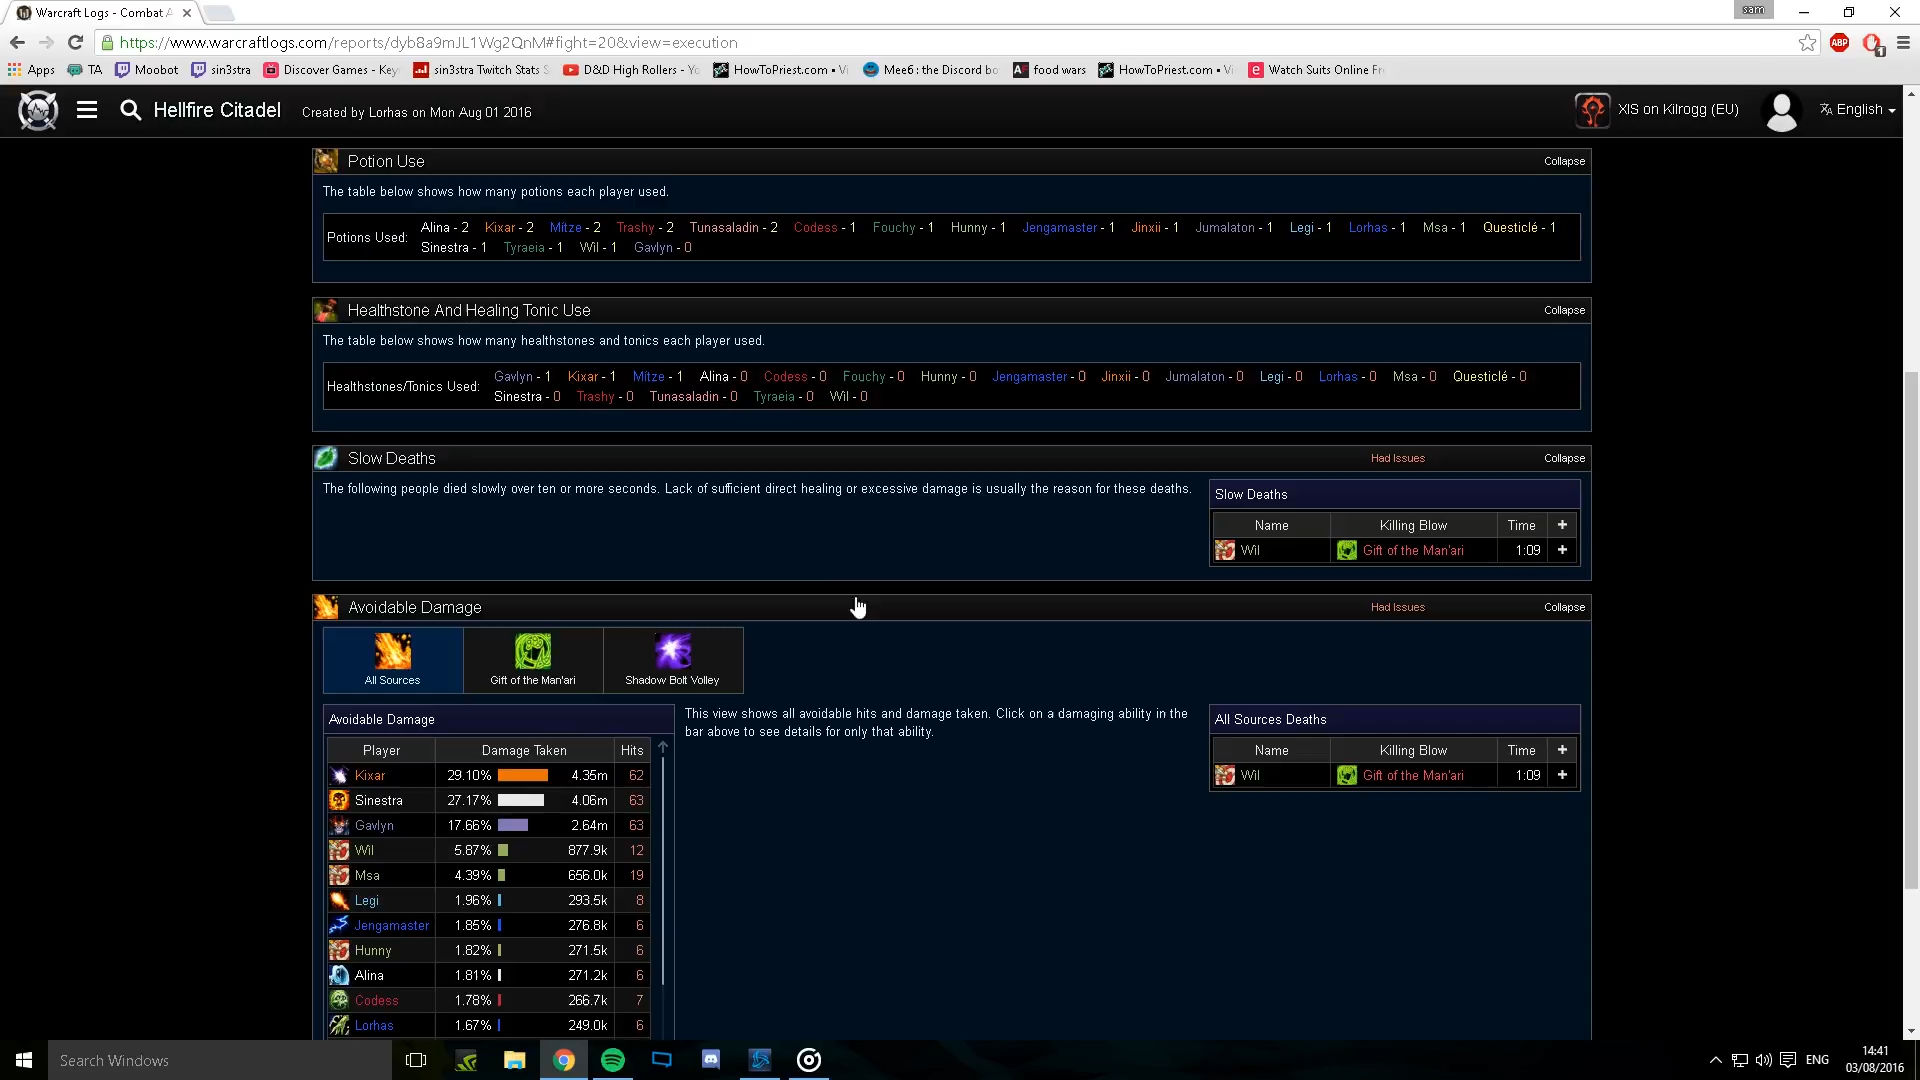 Warcraft Logs - Combat A
sam
https://www.warcraftlogs.com/reports/dyb8a9mJL1Wg2QnM#fight=20&view=execution
ABP
1
Apps TA Moobot sin3stra Discover Games - Key sin3stra Twitch Stats S D&D High Rollers - Yo HowToPriest.com • Vi Mee6 : the Discord bo food wars HowToPriest.com • Vi Watch Suits Online Fr
Hellfire Citadel Created by Lorhas on Mon Aug 01 2016 XIS on Kilrogg (EU) English
Potion Use Collapse
The table below shows how many potions each player used.
Potions Used: Alina - 2 Kixar - 2 Mitze - 2 Trashy - 2 Tunasaladin - 2 Codess - 1 Fouchy - 1 Hunny - 1 Jengamaster - 1 Jinxii - 1 Jumalaton - 1 Legi - 1 Lorhas - 1 Msa - 1 Questiclé - 1
Sinestra - 1 Tyraeia - 1 Wil - 1 Gavlyn - 0
Healthstone And Healing Tonic Use Collapse
The table below shows how many healthstones and tonics each player used.
Healthstones/Tonics Used: Gavlyn - 1 Kixar - 1 Mitze - 1 Alina - 0 Codess - 0 Fouchy - 0 Hunny - 0 Jengamaster - 0 Jinxii - 0 Jumalaton - 0 Legi - 0 Lorhas - 0 Msa - 0 Questiclé - 0
Sinestra - 0 Trashy - 0 Tunasaladin - 0 Tyraeia - 0 Wil - 0
Slow Deaths Had Issues Collapse
The following people died slowly over ten or more seconds. Lack of sufficient direct healing or excessive damage is usually the reason for these deaths.
Slow Deaths
Name Killing Blow Time +
Wil Gift of the Man'ari 1:09 +
Avoidable Damage Had Issues Collapse
All Sources Gift of the Man'ari Shadow Bolt Volley
This view shows all avoidable hits and damage taken. Click on a damaging ability in the
bar above to see details for only that ability.
Avoidable Damage
Player Damage Taken Hits
Kixar 29.10% 4.35m 62
Sinestra 27.17% 4.06m 63
Gavlyn 17.66% 2.64m 63
Wil 5.87% 877.9k 12
Msa 4.39% 656.0k 19
Legi 1.96% 293.5k 8
Jengamaster 1.85% 276.8k 6
Hunny 1.82% 271.5k 6
Alina 1.81% 271.2k 6
Codess 1.78% 266.7k 7
Lorhas 1.67% 249.0k 6
All Sources Deaths
Name Killing Blow Time +
Wil Gift of the Man'ari 1:09 +
Search Windows
ENG
14:41
03/08/2016